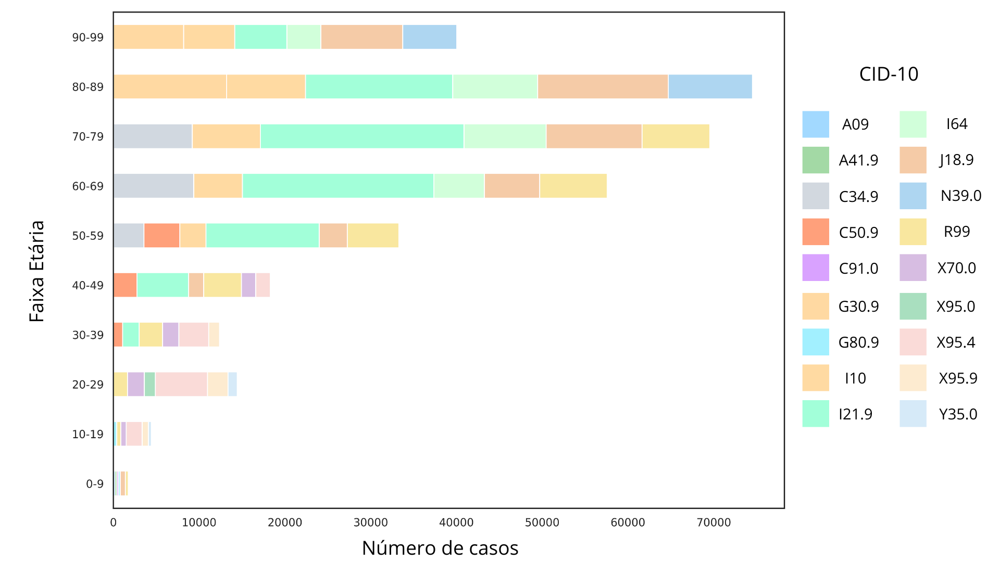 90-99
80-89
70-79
60-69
50-59
40-49
30-39
20-29
10-19
0-9
Faixa Etária
0 10000 20000 30000 40000 50000 60000 70000
Número de casos
CID-10
A09 I64
A41.9 J18.9
C34.9 N39.0
C50.9 R99
C91.0 X70.0
G30.9 X95.0
G80.9 X95.4
I10 X95.9
I21.9 Y35.0